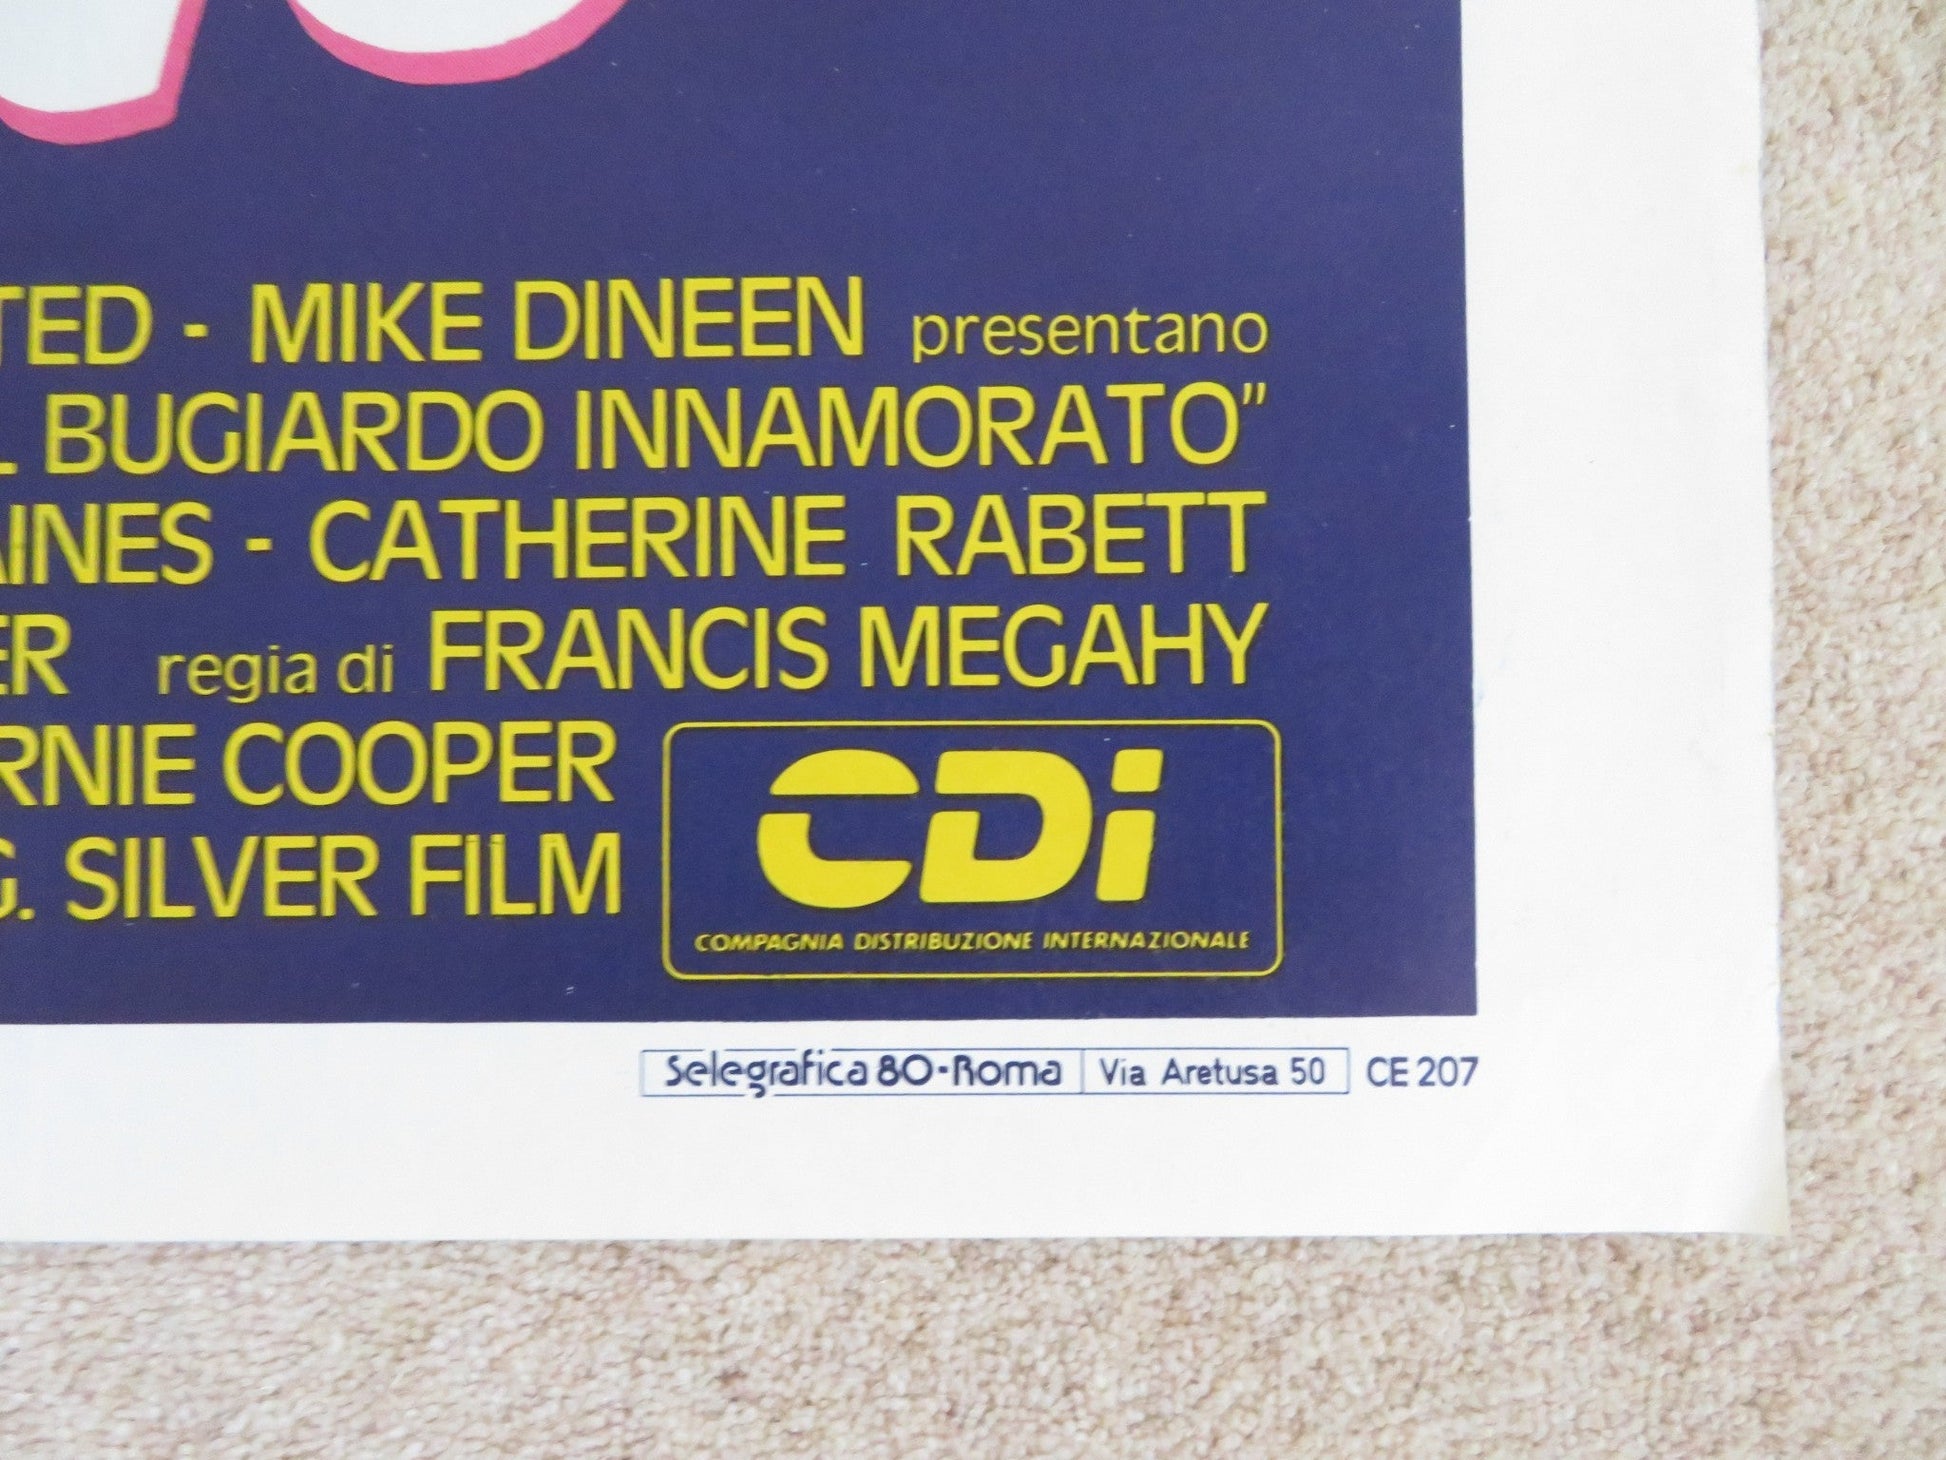 TED - MIKE DINEEN presentano
L BUGIARDO INNAMORATO”
AINES - CATHERINE RABETT
ER regia di FRANCIS MEGAHY
RNIE COOPER
G. SILVER FILM
CDi
COMPAGNIA DISTRIBUZIONE INTERNAZIONALE
Selegrafica 80-Roma Via Aretusa 50 CE 207